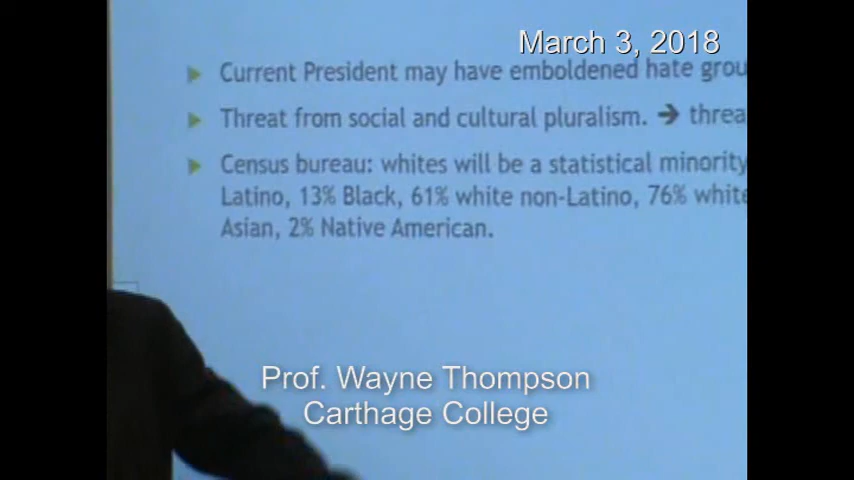 March 3, 2018
Current President may have emboldened hate grou
Threat from social and cultural pluralism. ➔ threa
Census bureau: whites will be a statistical minority
Latino, 13% Black, 61% white non-Latino, 76% white
Asian, 2% Native American.
Prof. Wayne Thompson
Carthage College